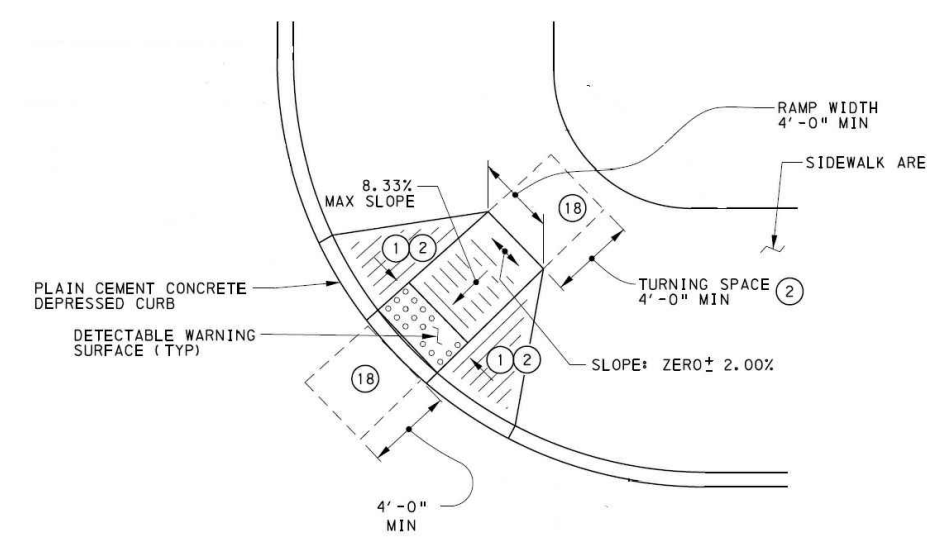 RAMP WIDTH
4'-0" MIN
SIDEWALK ARE
8.33%
MAX SLOPE
18
1 2
TURNING SPACE
4'-0" MIN 2
PLAIN CEMENT CONCRETE
DEPRESSED CURB
DETECTABLE WARNING
SURFACE (TYP)
1 2
SLOPE: ZERO± 2.00%
18
4'-0"
MIN